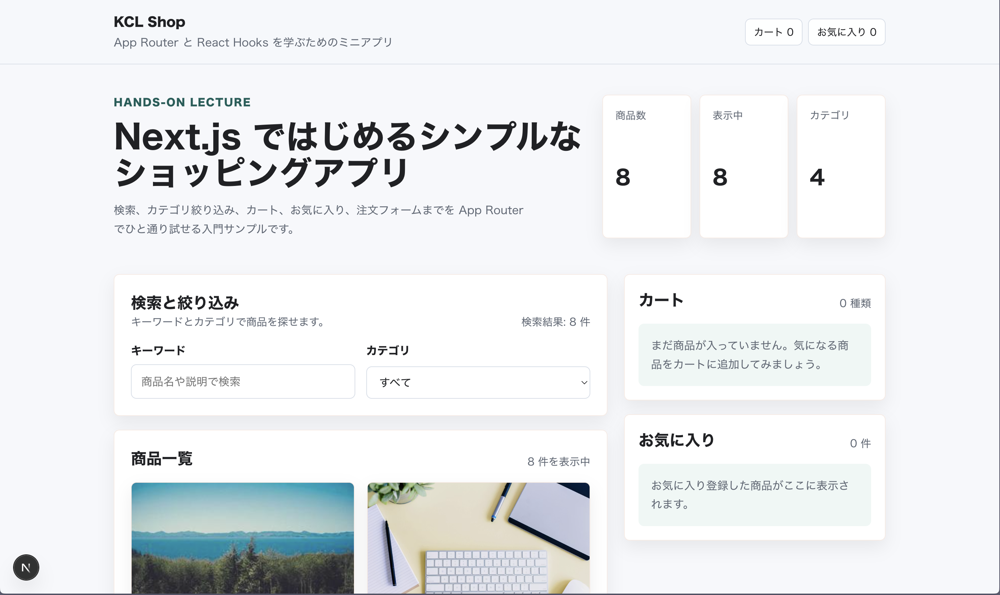 KCL Shop
App Router と React Hooks を学ぶためのミニアプリ
カート 0
お気に入り 0
HANDS-ON LECTURE
Next.js ではじめるシンプルな
ショッピングアプリ
検索、カテゴリ絞り込み、カート、お気に入り、注文フォームまでを App Router
でひと通り試せる入門サンプルです。
商品数
8
表示中
8
カテゴリ
4
検索と絞り込み
キーワードとカテゴリで商品を探せます。
検索結果: 8 件
キーワード
商品名や説明で検索
カテゴリ
すべて
商品一覧
8 件を表示中
カート
0 種類
まだ商品が入っていません。気になる商
品をカートに追加してみましょう。
お気に入り
0 件
お気に入り登録した商品がここに表示さ
れます。
N